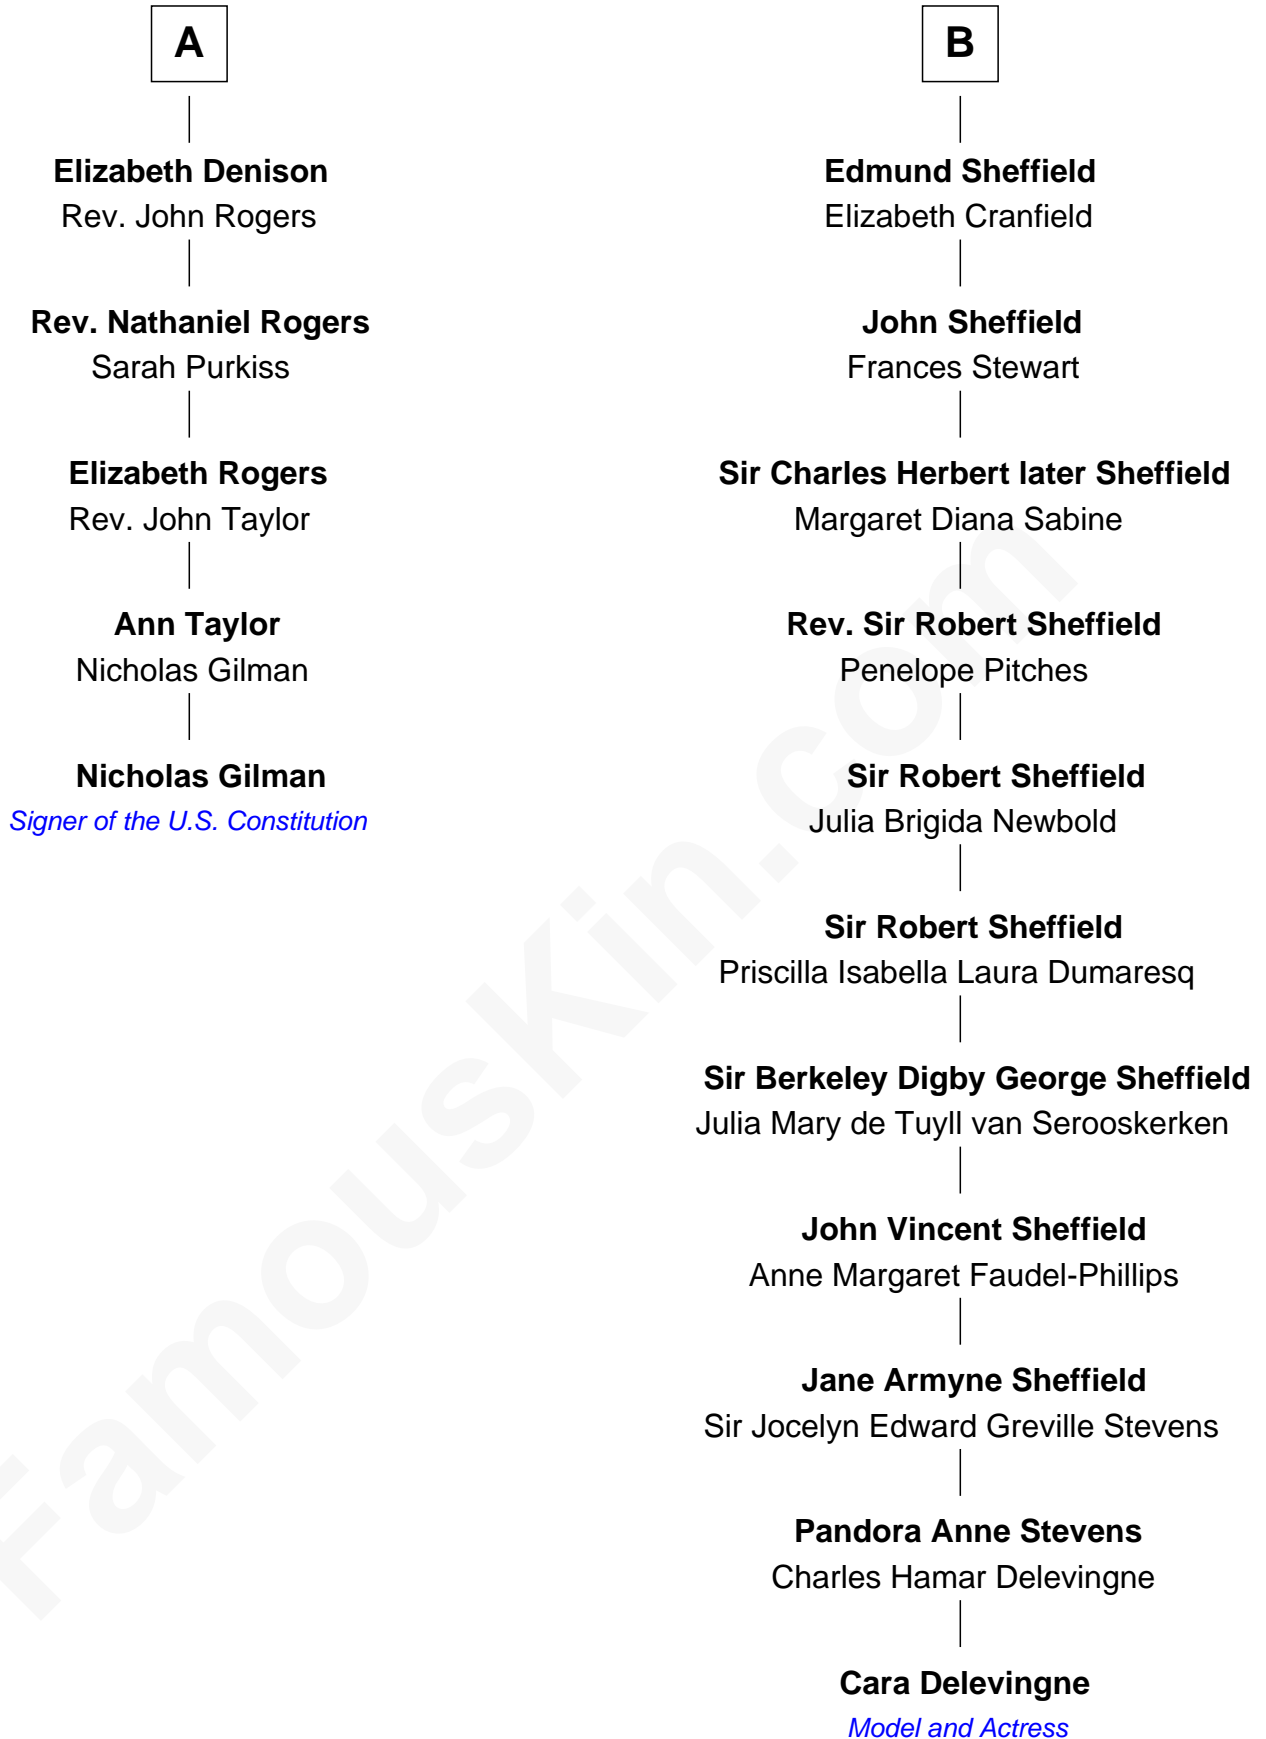 A
Elizabeth Denison
Rev. John Rogers
Rev. Nathaniel Rogers
Sarah Purkiss
Elizabeth Rogers
Rev. John Taylor
Ann Taylor
Nicholas Gilman
Nicholas Gilman
Signer of the U.S. Constitution
B
Edmund Sheffield
Elizabeth Cranfield
John Sheffield
Frances Stewart
Sir Charles Herbert later Sheffield
Margaret Diana Sabine
Rev. Sir Robert Sheffield
Penelope Pitches
Sir Robert Sheffield
Julia Brigida Newbold
Sir Robert Sheffield
Priscilla Isabella Laura Dumaresq
Sir Berkeley Digby George Sheffield
Julia Mary de Tuyll van Serooskerken
John Vincent Sheffield
Anne Margaret Faudel-Phillips
Jane Armyne Sheffield
Sir Jocelyn Edward Greville Stevens
Pandora Anne Stevens
Charles Hamar Delevingne
Cara Delevingne
Model and Actress
FamousKin.com